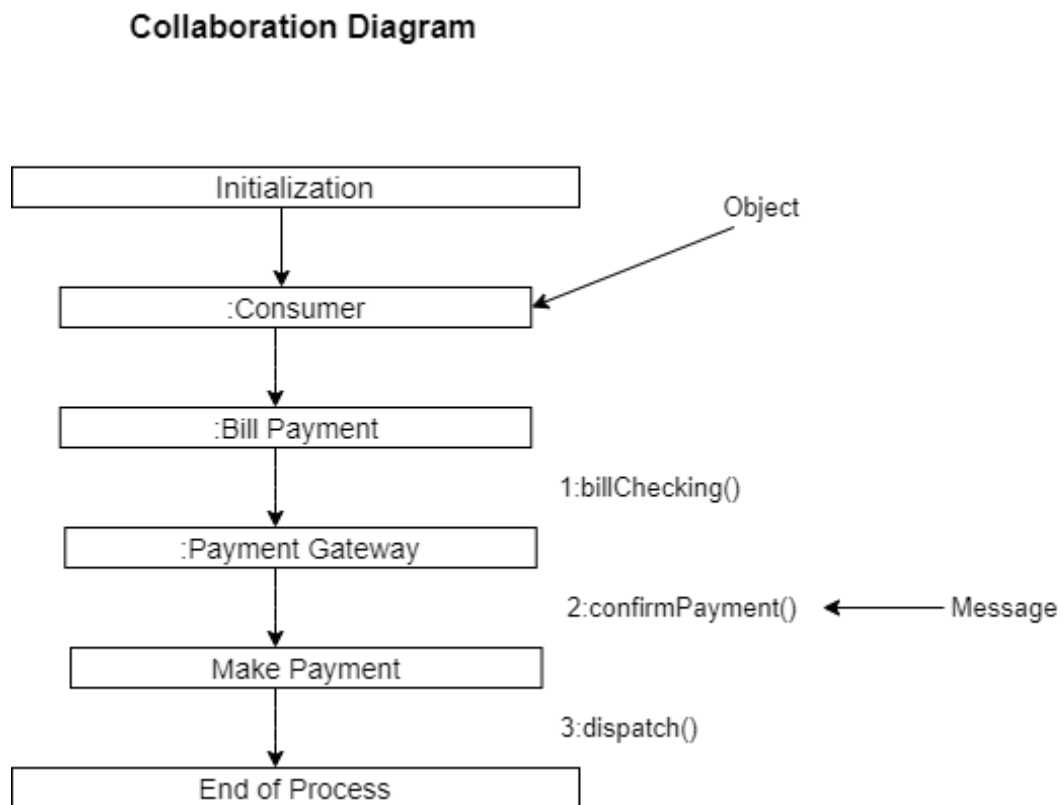 Collaboration Diagram
Initialization
Object
:Consumer
:Bill Payment
1:billChecking()
:Payment Gateway
2:confirmPayment()
Message
Make Payment
3:dispatch()
End of Process